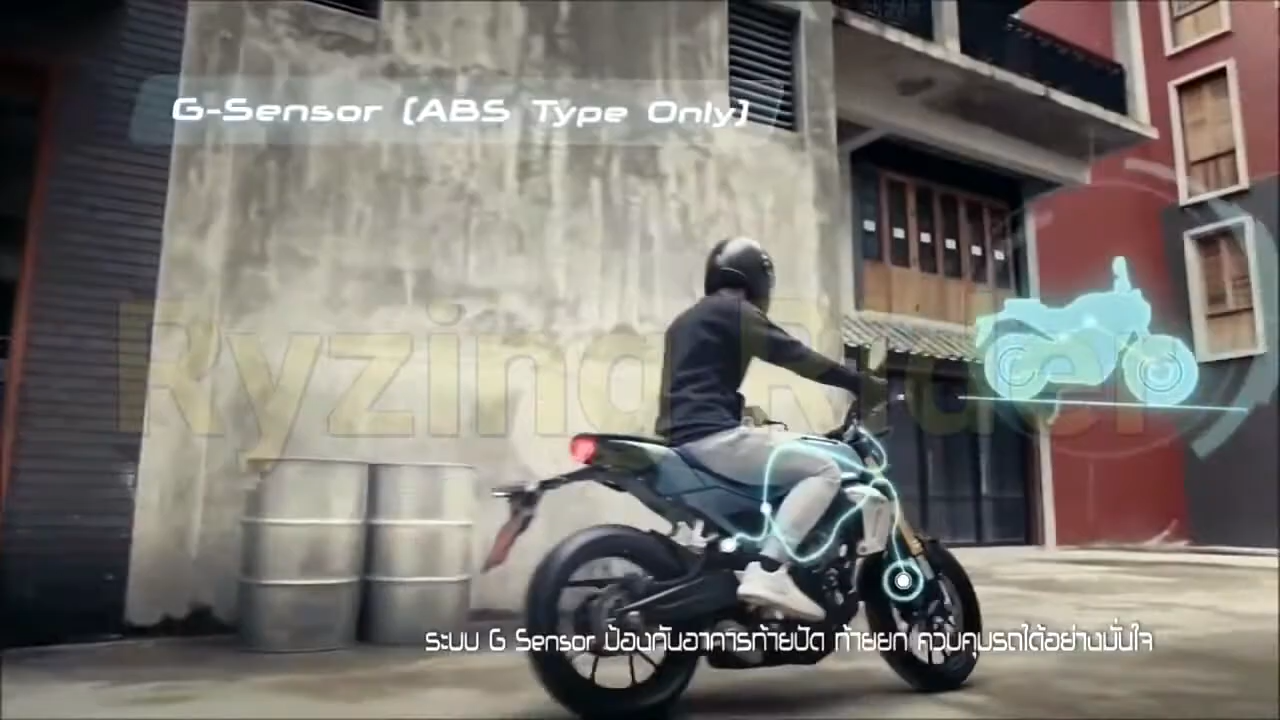 G-Sensor (ABS Type Only)
Ryzing Rider
ระบบ G Sensor ป้องกันอาการท้ายปัด ท้ายยก ควบคุมรถได้อย่างมั่นใจ